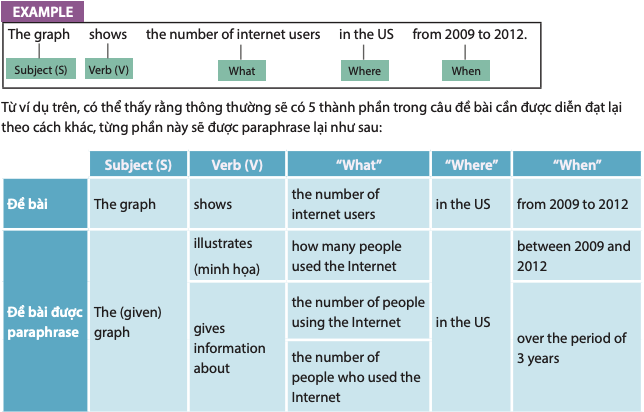 EXAMPLE
The graph shows the number of internet users in the US from 2009 to 2012.
Subject (S) Verb (V) What Where When
Từ ví dụ trên, có thể thấy rằng thông thường sẽ có 5 thành phần trong câu đề bài cần được diễn đạt lại
theo cách khác, từng phần này sẽ được paraphrase lại như sau:
Subject (S) Verb (V) “What” “Where” “When”
Đề bài The graph shows the number of internet users in the US from 2009 to 2012
Đề bài được paraphrase
The (given) graph
illustrates
(minh họa)
gives
information
about
how many people
used the Internet
the number of people
using the Internet
the number of
people who used the
Internet
in the US
between 2009 and
2012
over the period of
3 years